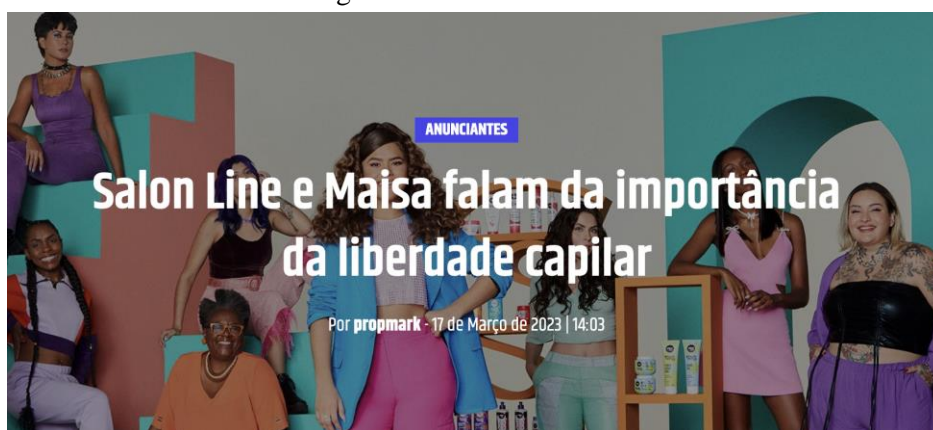 ANUNCIANTES
Salon Line e Maisa falam da importância
da liberdade capilar
Por propmark - 17 de Março de 2023 | 14:03